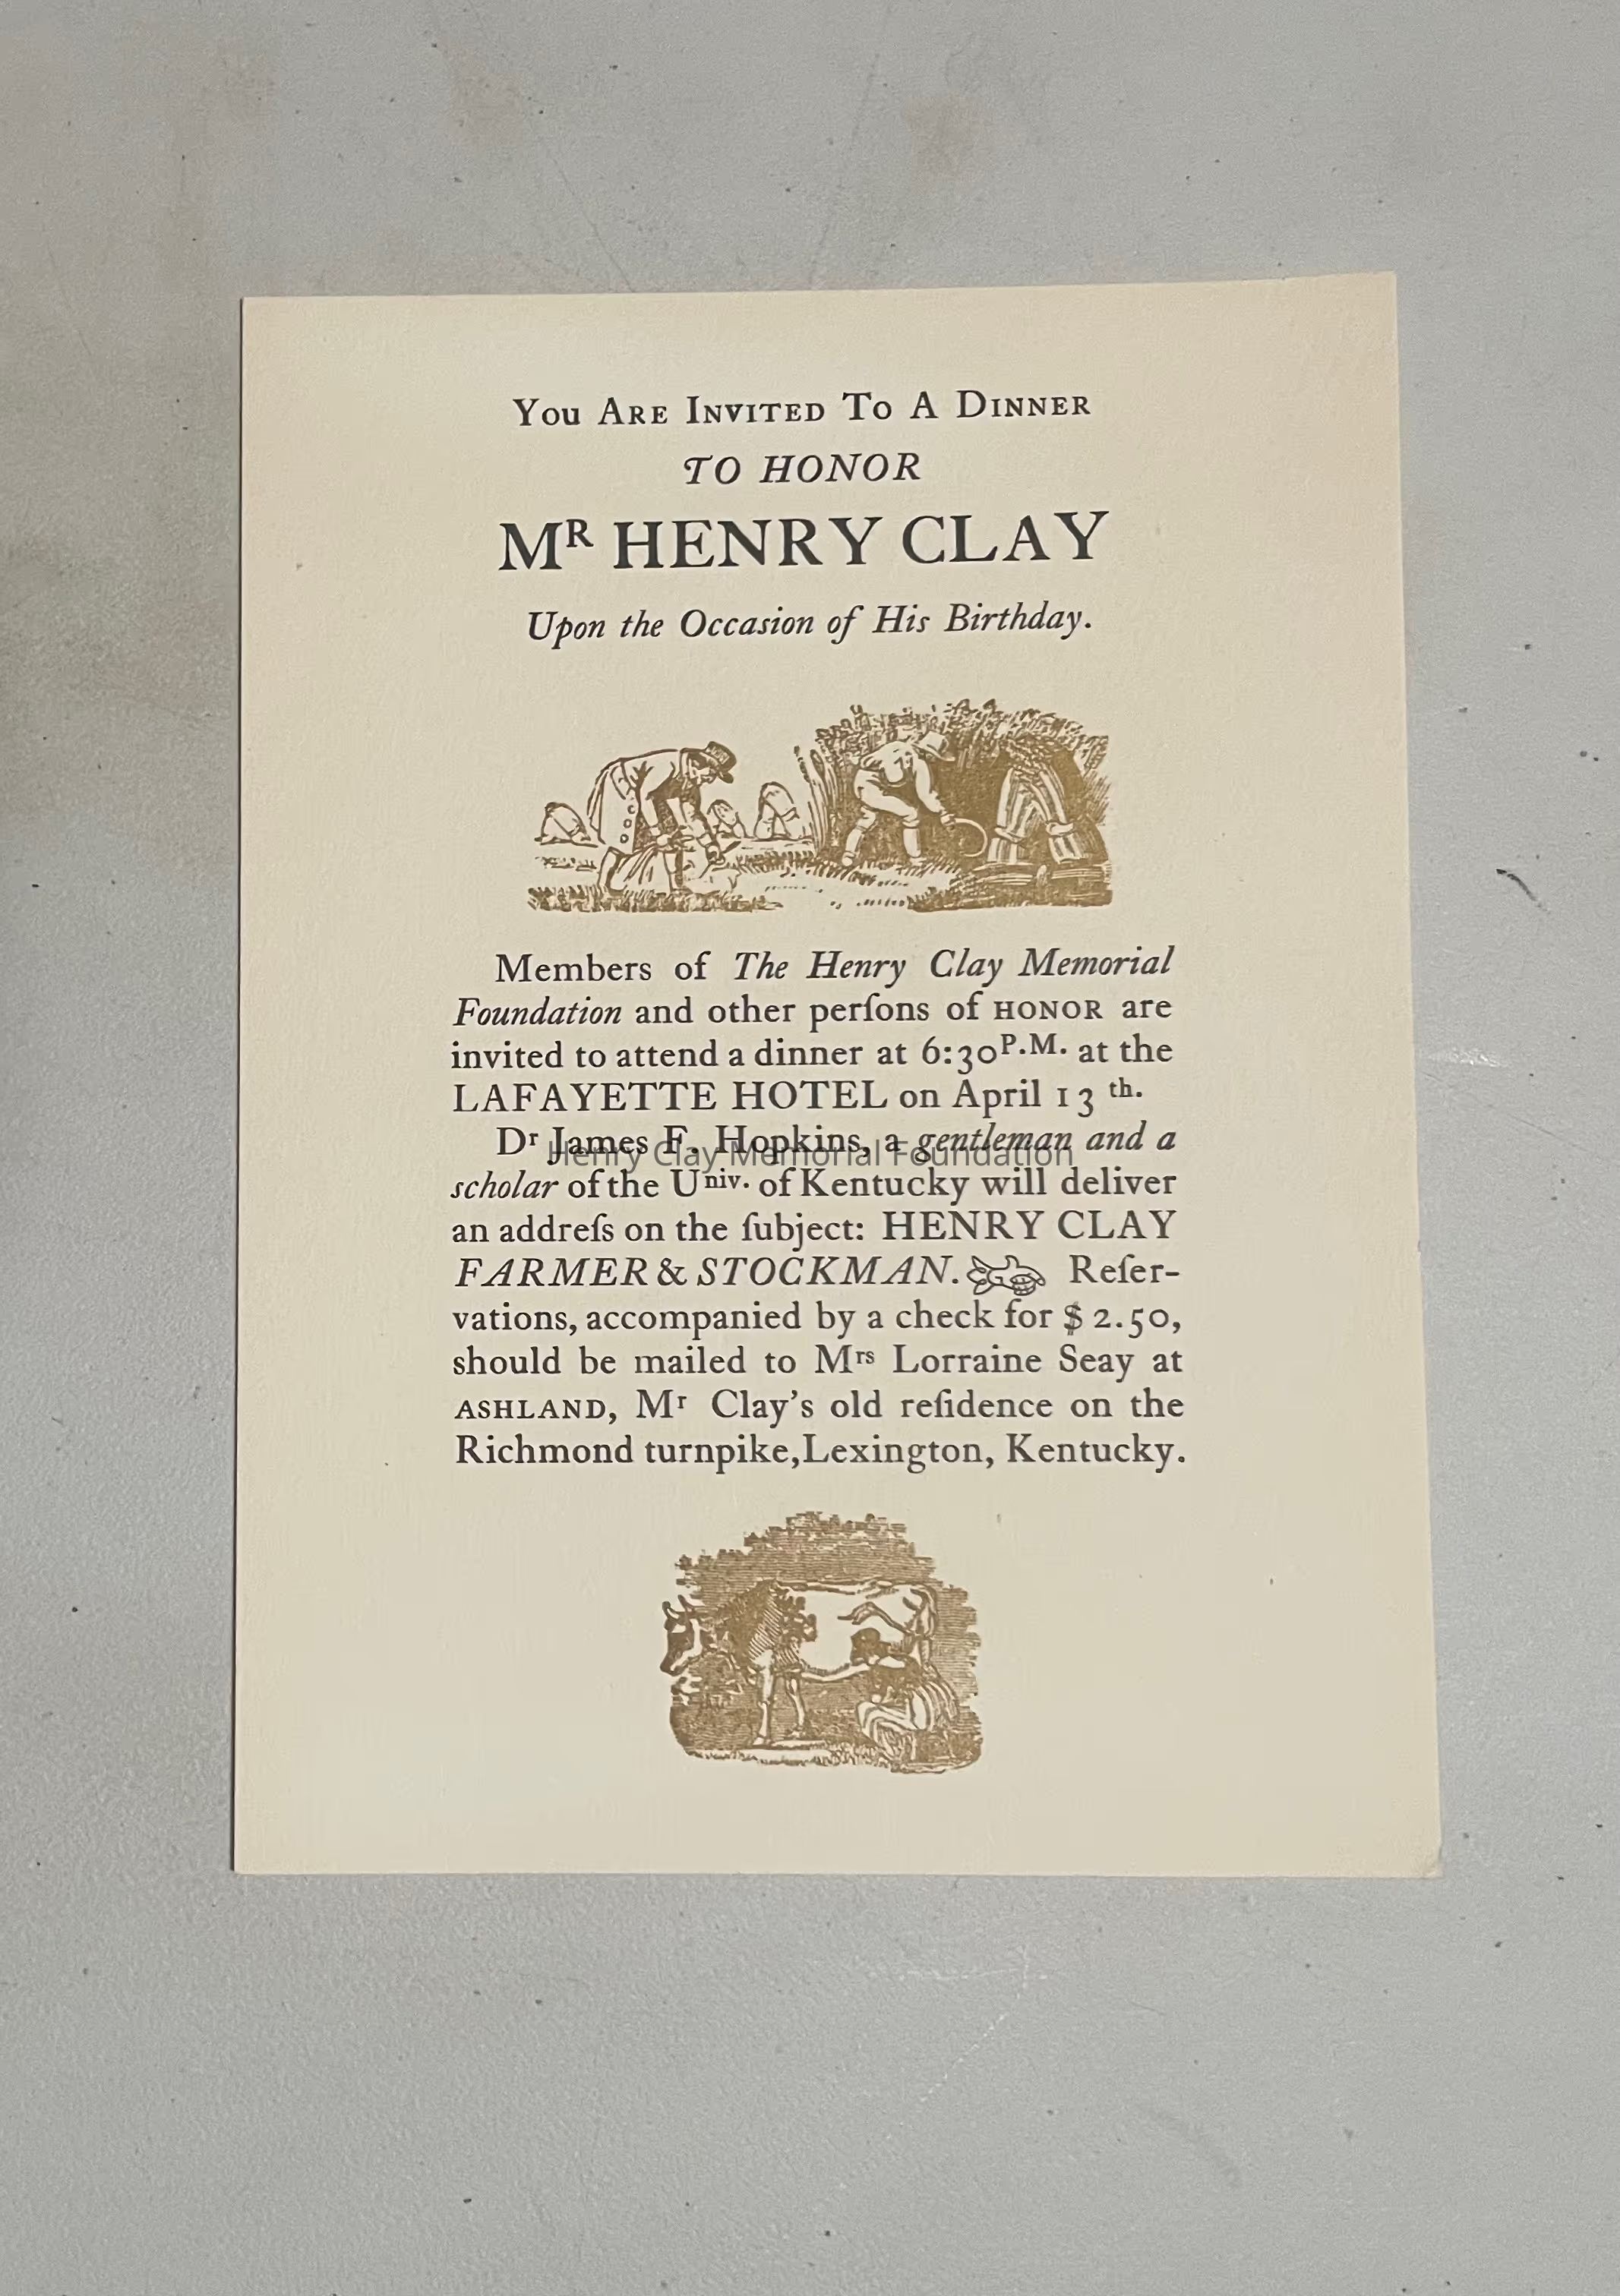 You Are Invited To A Dinner
TO HONOR
Mᴿ HENRY CLAY
Upon the Occasion of His Birthday.
Members of The Henry Clay Memorial
Foundation and other perſons of HONOR are
invited to attend a dinner at 6:30P.M. at the
LAFAYETTE HOTEL on April 13 th.
Dr James F. Hopkins, a gentleman and a
Henry Clay Memorial Foundation
scholar of the Univ. of Kentucky will deliver
an addreſs on the ſubject: HENRY CLAY
FARMER & STOCKMAN. Reſer-
vations, accompanied by a check for $2.50,
should be mailed to Mrs Lorraine Seay at
ASHLAND, Mr Clay's old reſidence on the
Richmond turnpike, Lexington, Kentucky.